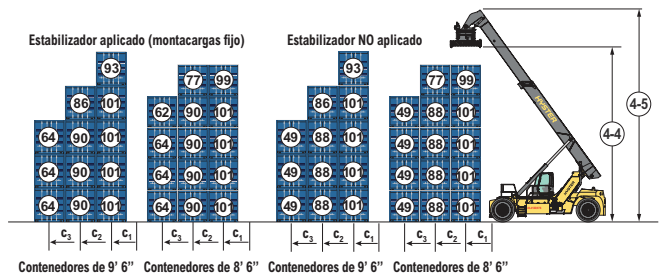 Estabilizador aplicado (montacargas fijo)
Estabilizador NO aplicado
93
77 99
93
77 99
86 101
62 90 101
86 101
49 88 101
64 90 101
64 90 101
49 88 101
49 88 101
64 90 101
64 90 101
49 88 101
49 88 101
64 90 101
64 90 101
49 88 101
49 88 101
HYSTER
4-4
4-5
c3 c2 c1
c3 c2 c1
c3 c2 c1
c3 c2 c1
Contenedores de 9' 6” Contenedores de 8' 6” Contenedores de 9' 6” Contenedores de 8' 6”